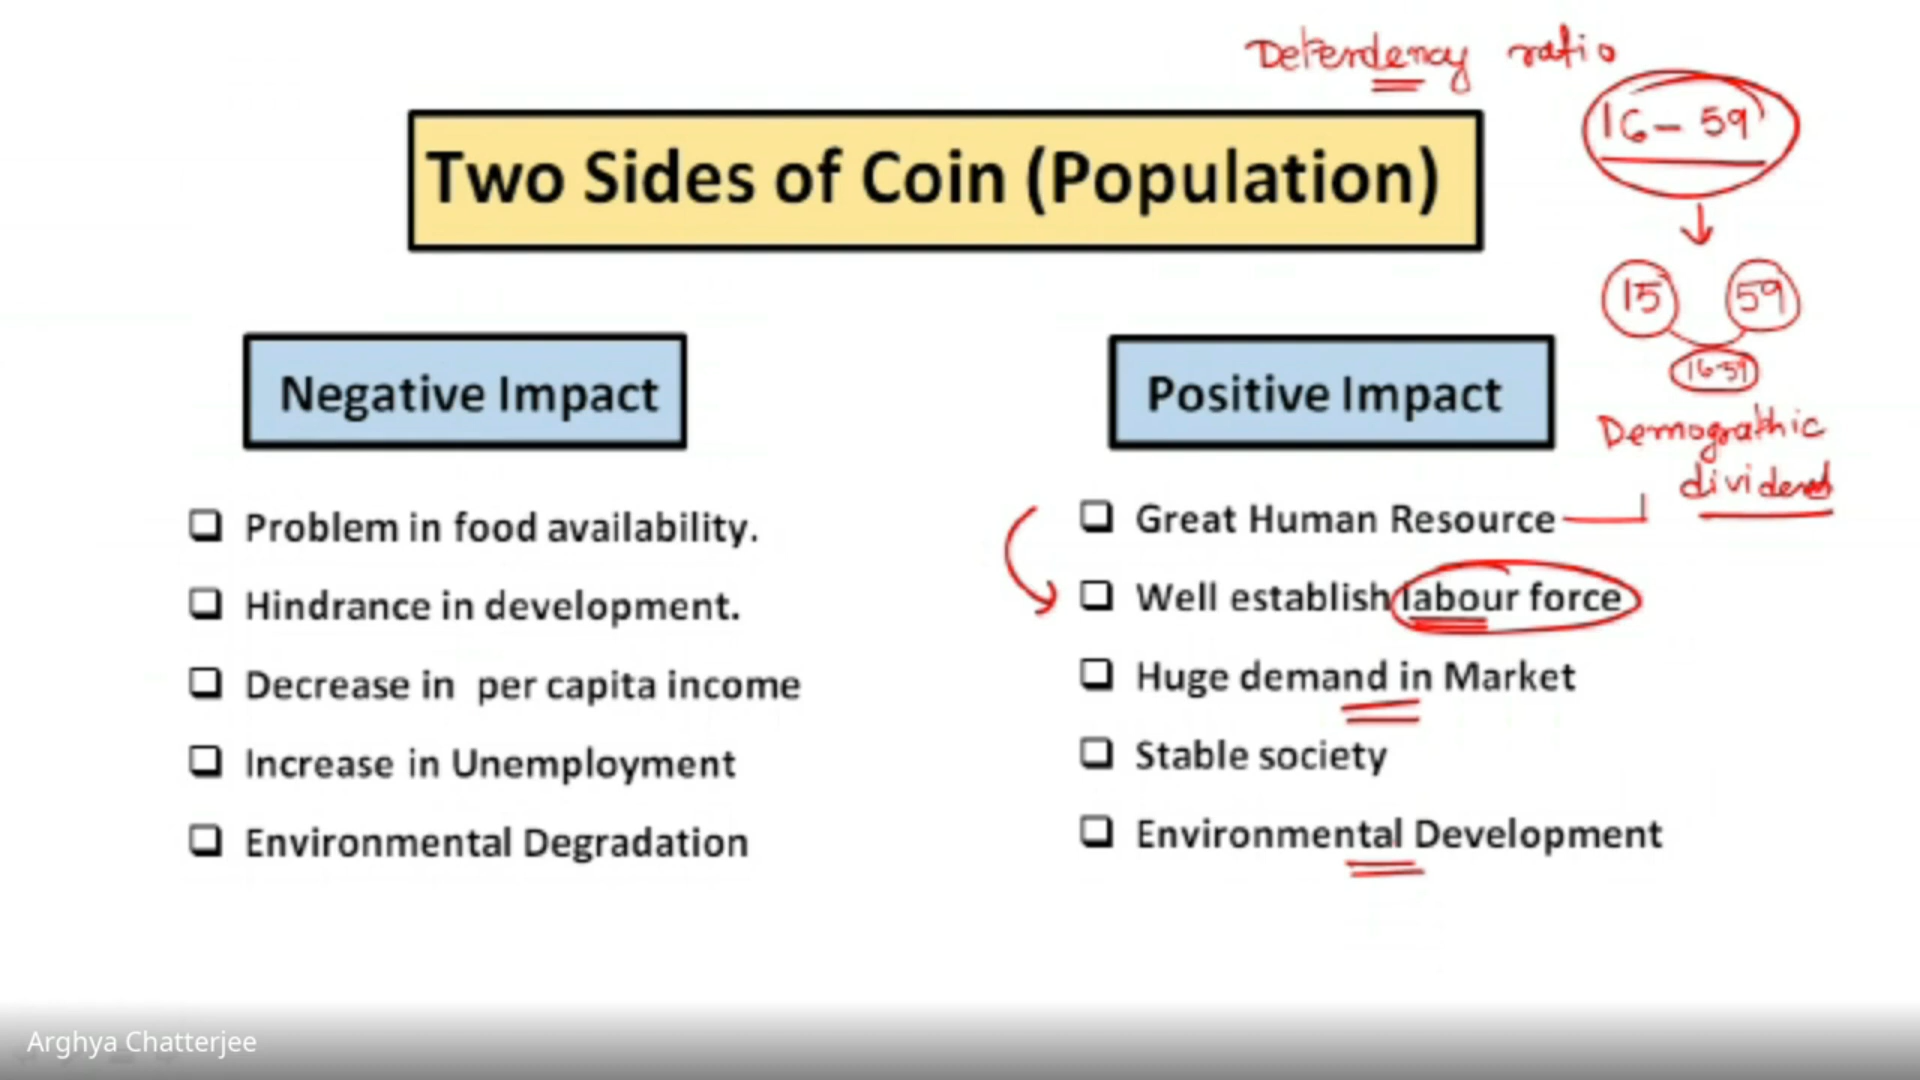 Dependency ratio
16 - 59
Two Sides of Coin (Population)
15 59
16-59
Negative Impact
Problem in food availability.
Hindrance in development.
Decrease in per capita income
Increase in Unemployment
Environmental Degradation
Positive Impact
Demographic
dividend
Great Human Resource
Well establish labour force
Huge demand in Market
Stable society
Environmental Development
Arghya Chatterjee